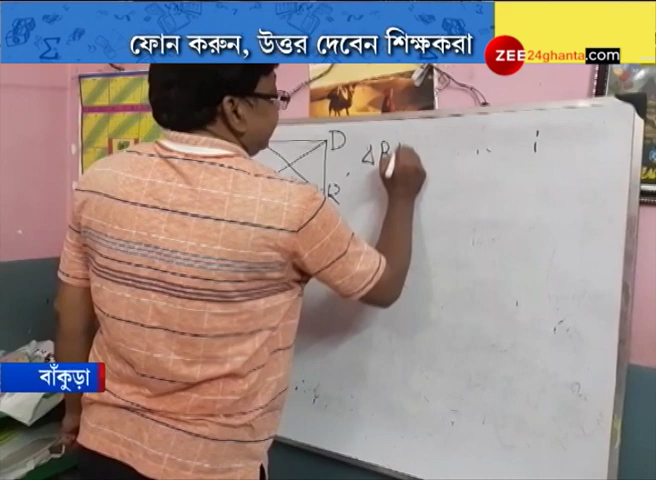 ফোন করুন, উত্তর দেবেন শিক্ষকরা
ZEE24ghanta.com
D
ΔB
বাঁকুড়া